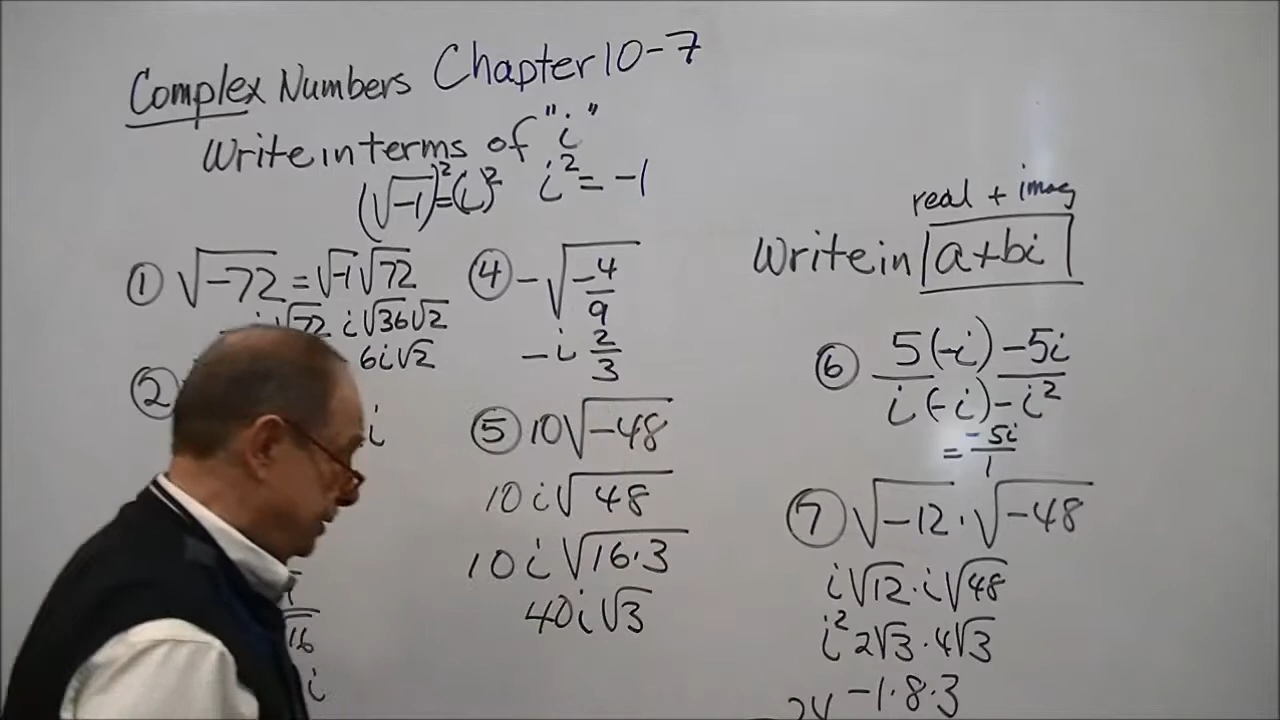 Complex Numbers Chapter 10-7
Write in terms of "i"
(√-1)²=(i)² i² = -1
① √-72 = √-1 √72
i√72 i√36 √2
6i√2
②
i
16
i
④ -√-4/9
-i 2/3
⑤ 10√-48
10i√48
10i√16·3
40i√3
real + imag
Write in a+bi
⑥ 5(-i)/i(-i) -5i/-i²
= -5i/1
⑦ √-12 · √-48
i√12 · i√48
i² 2√3 · 4√3
-1·8·3